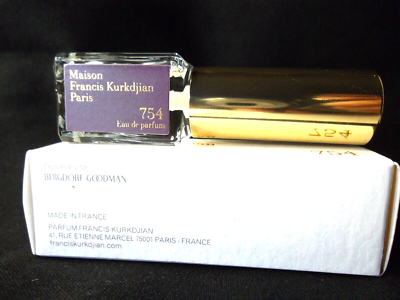 Maison
Francis Kurkdjian
Paris
754
Eau de parfum
754
754
BERGDORF GOODMAN
MADE IN FRANCE
PARFUM FRANCIS KURKDJIAN
41, RUE ETIENNE MARCEL 75001 PARIS - FRANCE
franciskurkdjian.com